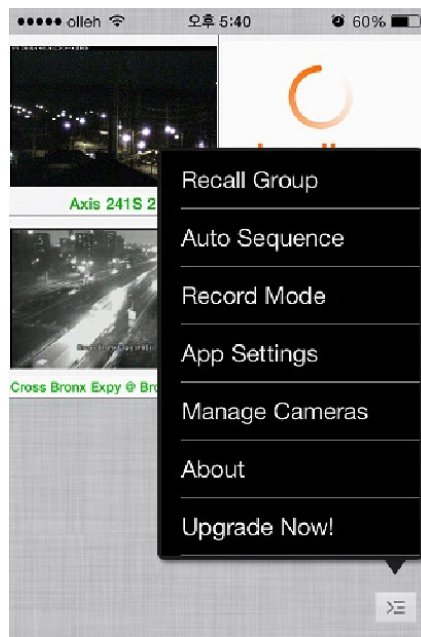 olleh 오후 5:40 60%
Axis 241S 2
Cross Bronx Expy @ Bro
Recall Group
Auto Sequence
Record Mode
App Settings
Manage Cameras
About
Upgrade Now!